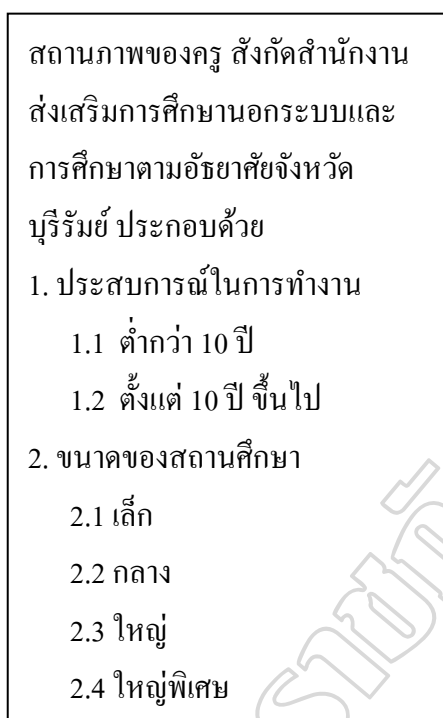 สถานภาพของครู สังกัดสำนักงาน
ส่งเสริมการศึกษานอกระบบและ
การศึกษาตามอัธยาศัยจังหวัด
บุรีรัมย์ ประกอบด้วย
1. ประสบการณ์ในการทำงาน
1.1 ต่ำกว่า 10 ปี
1.2 ตั้งแต่ 10 ปี ขึ้นไป
2. ขนาดของสถานศึกษา
2.1 เล็ก
2.2 กลาง
2.3 ใหญ่
2.4 ใหญ่พิเศษ